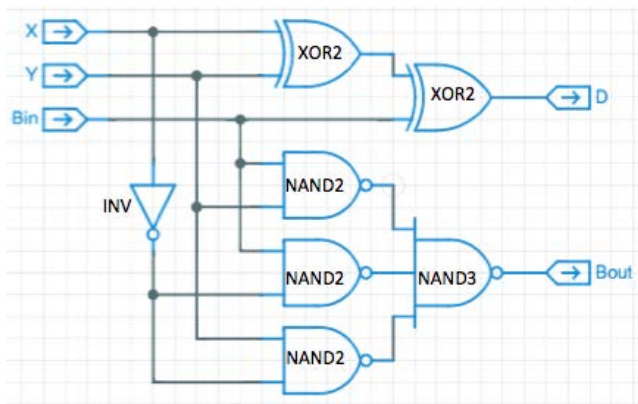 X
XOR2
Y
XOR2
D
Bin
NAND2
INV
NAND2
NAND3
Bout
NAND2